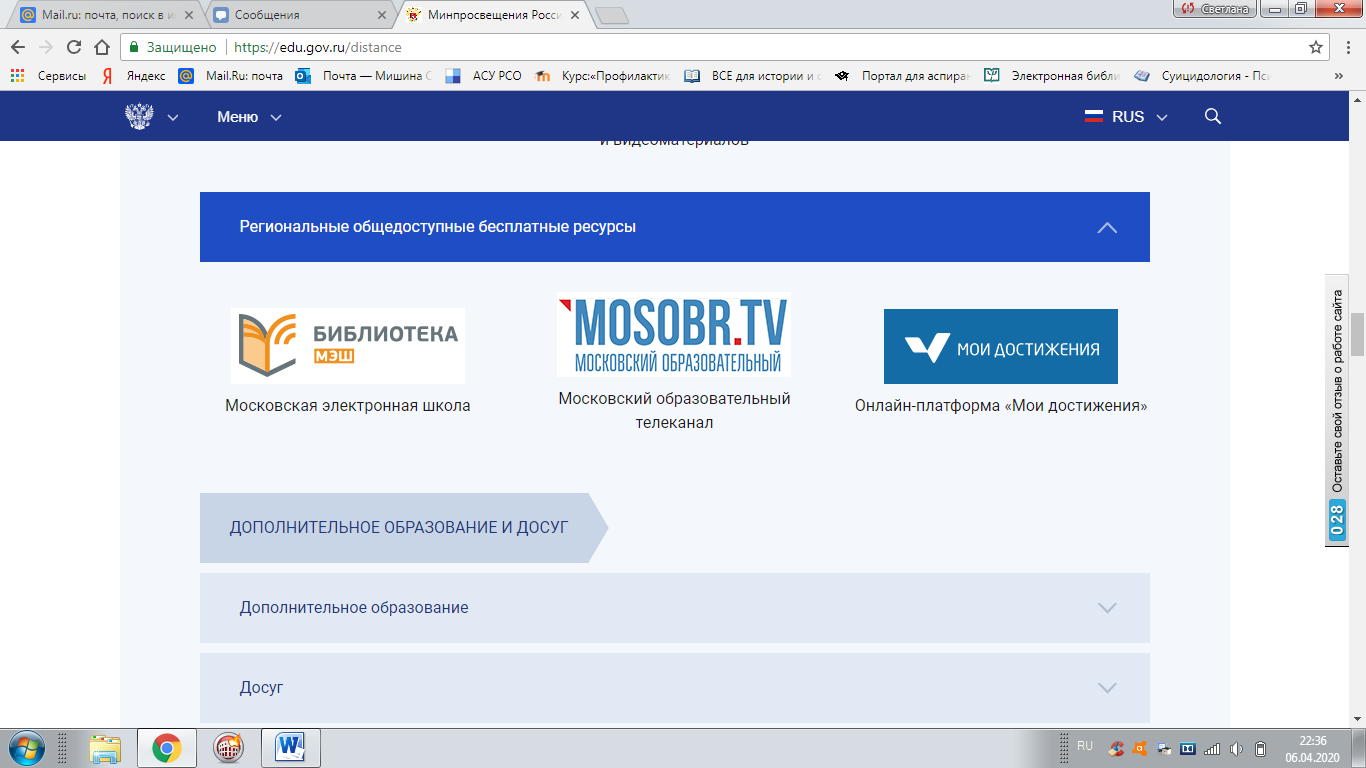 Mail.ru: почта, поиск в и
Сообщения
Минпросвещения Росси
Светлана
Защищено
https://edu.gov.ru/distance
Сервисы
Яндекс
Mail.Ru: почта
Почта — Мишина С
АСУ РСО
Курс:«Профилактик
ВСЕ для истории и о
Портал для аспиран
Электронная библи
Суицидология - Пси
»
Меню
RUS
и видеоматериалов
Региональные общедоступные бесплатные ресурсы
БИБЛИОТЕКА
МЭШ
Московская электронная школа
MOSOBR.TV
МОСКОВСКИЙ ОБРАЗОВАТЕЛЬНЫЙ
Московский образовательный
телеканал
МОИ ДОСТИЖЕНИЯ
Онлайн-платформа «Мои достижения»
Оставьте свой отзыв о работе сайта
028
ДОПОЛНИТЕЛЬНОЕ ОБРАЗОВАНИЕ И ДОСУГ
Дополнительное образование
Досуг
RU
22:36
06.04.2020